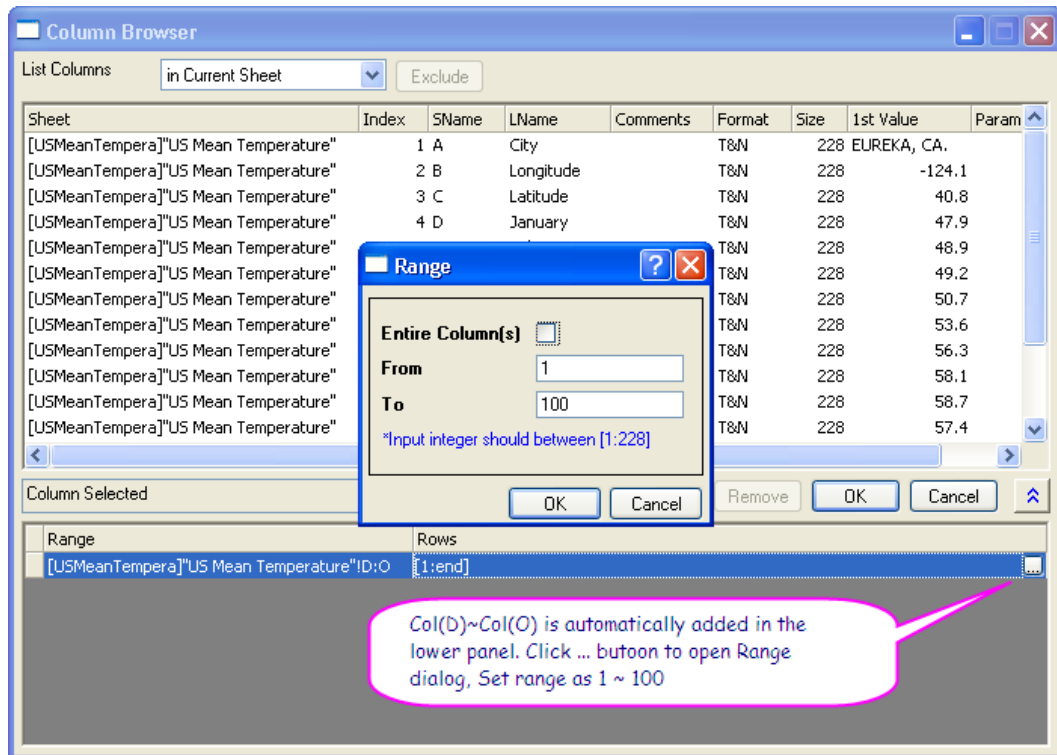 Column Browser
List Columns in Current Sheet Exclude
Sheet Index SName LName Comments Format Size 1st Value Param
[USMeanTempera]"US Mean Temperature" 1 A City T&N 228 EUREKA, CA.
[USMeanTempera]"US Mean Temperature" 2 B Longitude T&N 228 -124.1
[USMeanTempera]"US Mean Temperature" 3 C Latitude T&N 228 40.8
[USMeanTempera]"US Mean Temperature" 4 D January T&N 228 47.9
[USMeanTempera]"US Mean Temperature" T&N 228 48.9
[USMeanTempera]"US Mean Temperature" T&N 228 49.2
[USMeanTempera]"US Mean Temperature" T&N 228 50.7
[USMeanTempera]"US Mean Temperature" T&N 228 53.6
[USMeanTempera]"US Mean Temperature" T&N 228 56.3
[USMeanTempera]"US Mean Temperature" T&N 228 58.1
[USMeanTempera]"US Mean Temperature" T&N 228 58.7
[USMeanTempera]"US Mean Temperature" T&N 228 57.4
Range
Entire Column(s)
From 1
To 100
*Input integer should between [1:228]
OK Cancel
Column Selected Remove OK Cancel
Range Rows
[USMeanTempera]"US Mean Temperature"!D:O [1:end] ...
Col(D)~Col(O) is automatically added in the
lower panel. Click ... butoon to open Range
dialog, Set range as 1 ~ 100